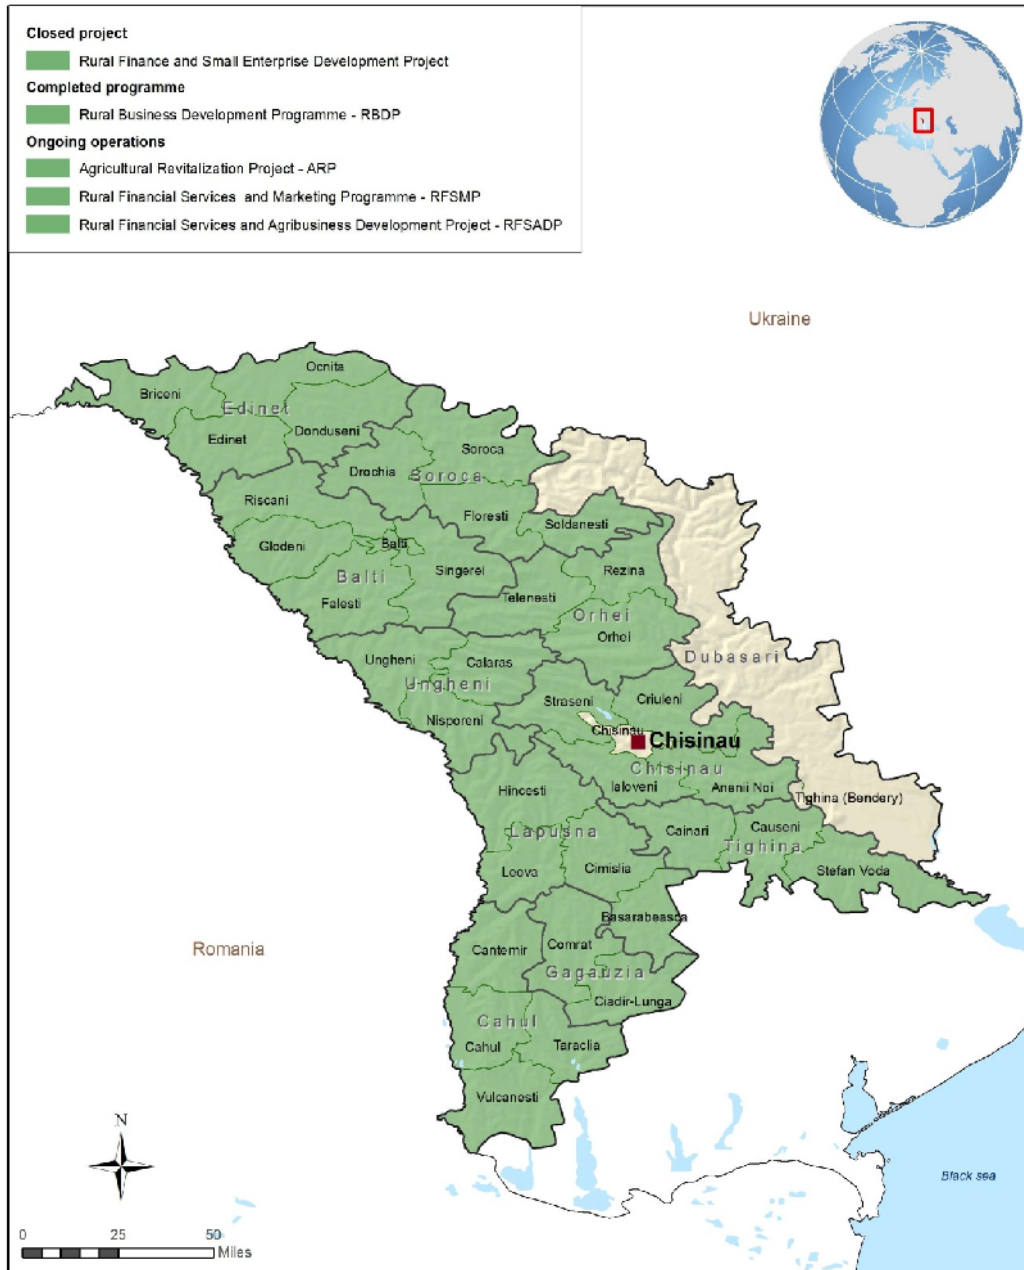 Closed project
Rural Finance and Small Enterprise Development Project
Completed programme
Rural Business Development Programme - RBDP
Ongoing operations
Agricultural Revitalization Project - ARP
Rural Financial Services and Marketing Programme - RFSMP
Rural Financial Services and Agribusiness Development Project - RFSADP
Ukraine
Ocnita
Briceni
Edinet
Edinet
Donduseni
Soroca
Drochia
Soroca
Riscani
Floresti
Soldanesti
Glodeni
Balti
Singerei
Rezina
Balti
Falesti
Telenesti
Orhei
Orhei
Dubasari
Ungheni
Calaras
Ungheni
Straseni
Criuleni
Nisporeni
Chisinau
Chisinau
Chisinau
Hincesti
Ialoveni
Anenii Noi
Tighina (Bendery)
Lapusna
Cainari
Causeni
Tighina
Leova
Cimislia
Stefan Voda
Basarabeasca
Romania
Cantemir
Comrat
Gagauzia
Ciadir-Lunga
Cahul
Cahul
Taraclia
Vulcanesti
N
Black sea
0 25 50
Miles